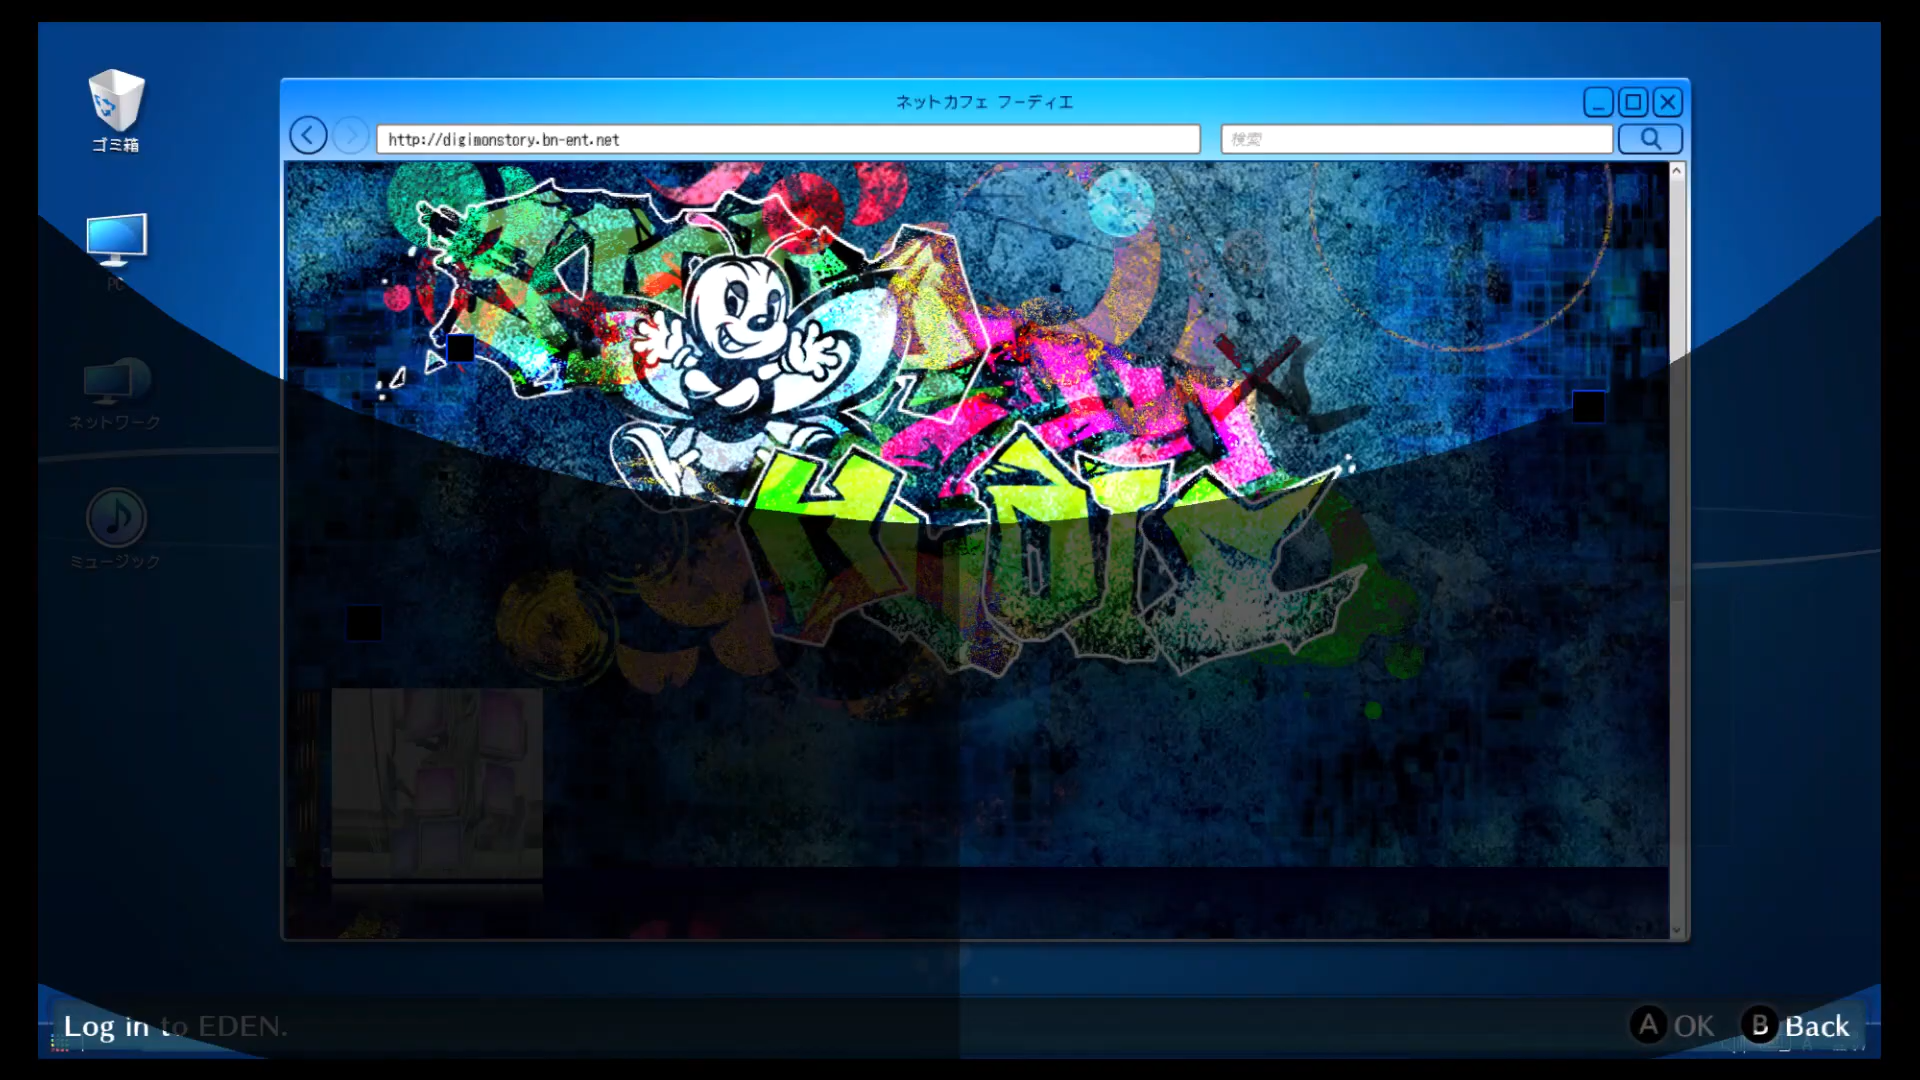 ネットカフェ フーディエ
http://digimonstory.bn-ent.net
検索
ゴミ箱
PC
ネットワーク
ミュージック
Log in to EDEN.
A OK B Back